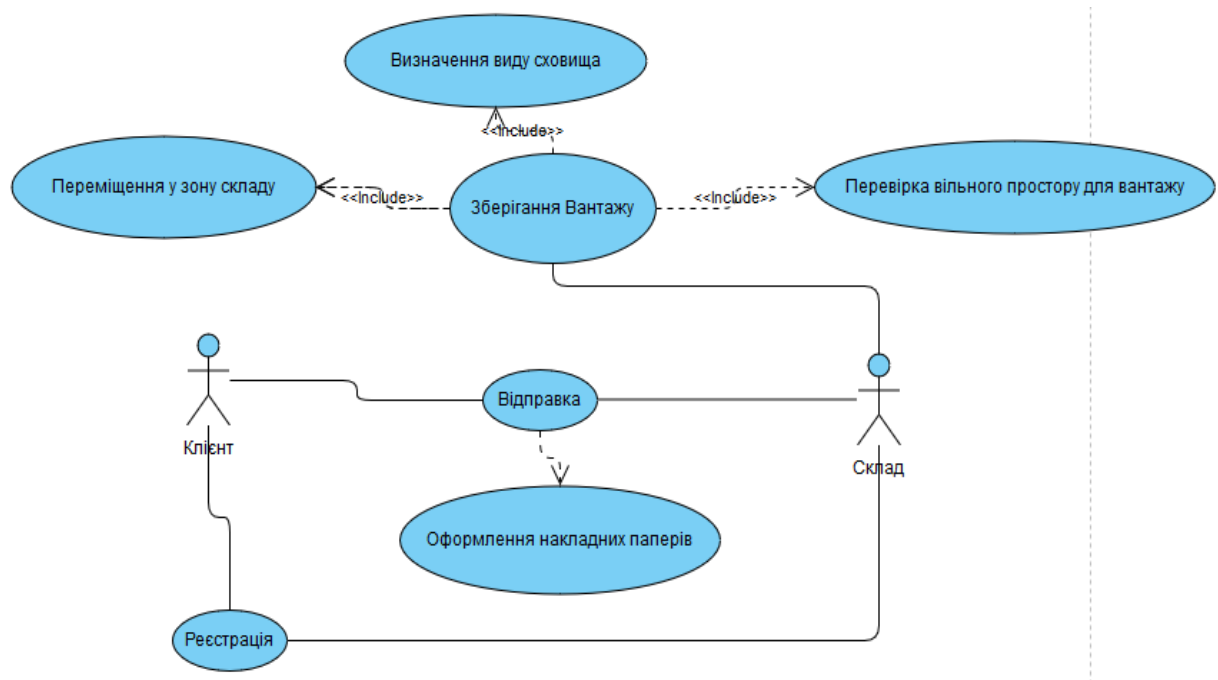 Визначення виду сховища
<<Include>>
Переміщення у зону складу
<<Include>>
Зберігання Вантажу
<<Include>>
Перевірка вільного простору для вантажу
Клієнт
Відправка
Склад
Оформлення накладних паперів
Реєстрація